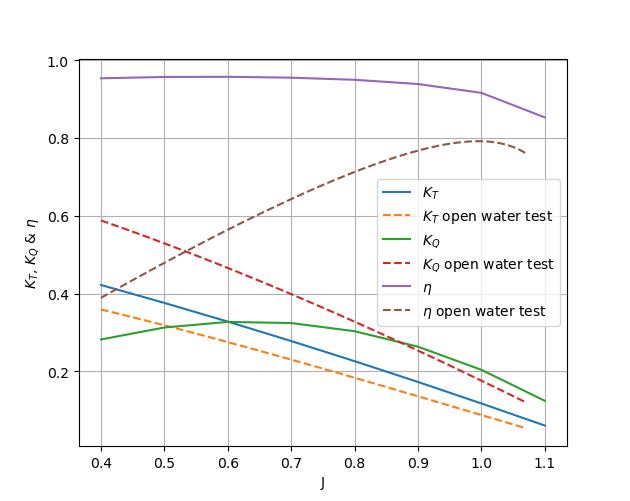 1.0
0.8
0.6
0.4
0.2
K_T, K_Q & η
0.4 0.5 0.6 0.7 0.8 0.9 1.0 1.1
J
K_T
K_T open water test
K_Q
K_Q open water test
η
η open water test